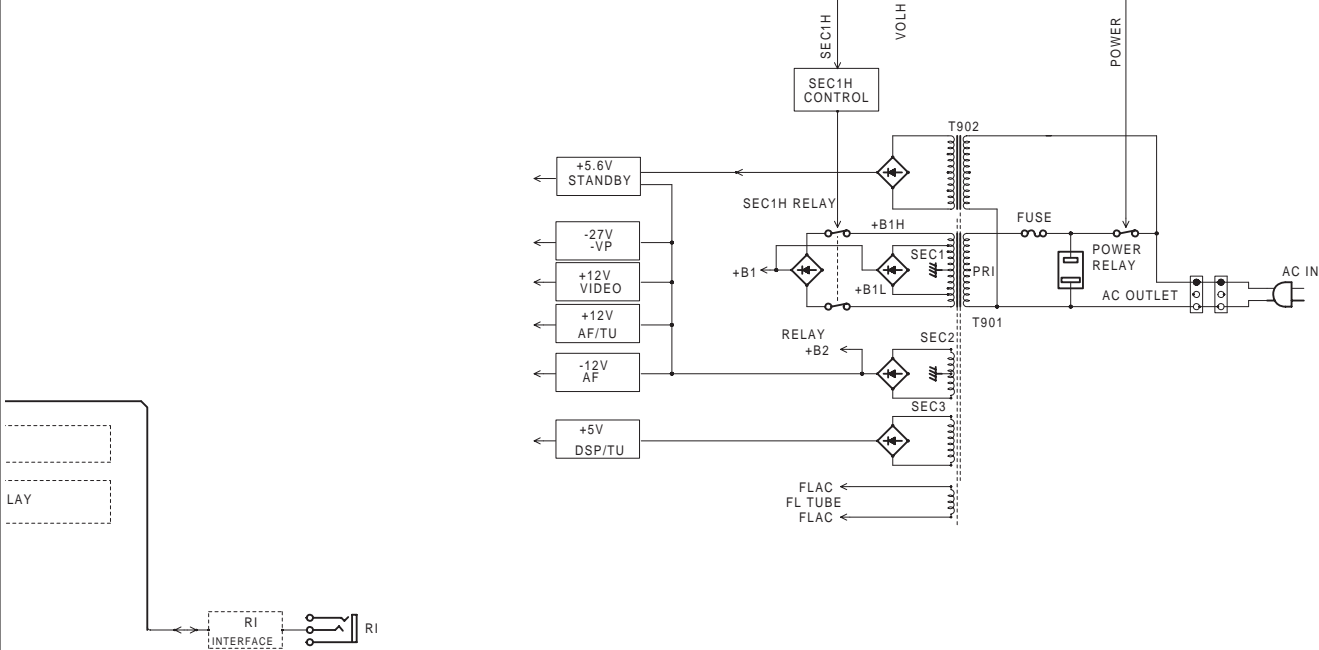 SEC1H
VOLH
POWER
SEC1H
CONTROL
T902
+5.6V
STANDBY
SEC1H RELAY
+B1H
FUSE
-27V
-VP
SEC1
POWER
RELAY
+B1
PRI
AC IN
+12V
VIDEO
+B1L
AC OUTLET
+12V
AF/TU
T901
RELAY
+B2
SEC2
-12V
AF
SEC3
+5V
DSP/TU
FLAC
FL TUBE
FLAC
LAY
RI
INTERFACE
RI